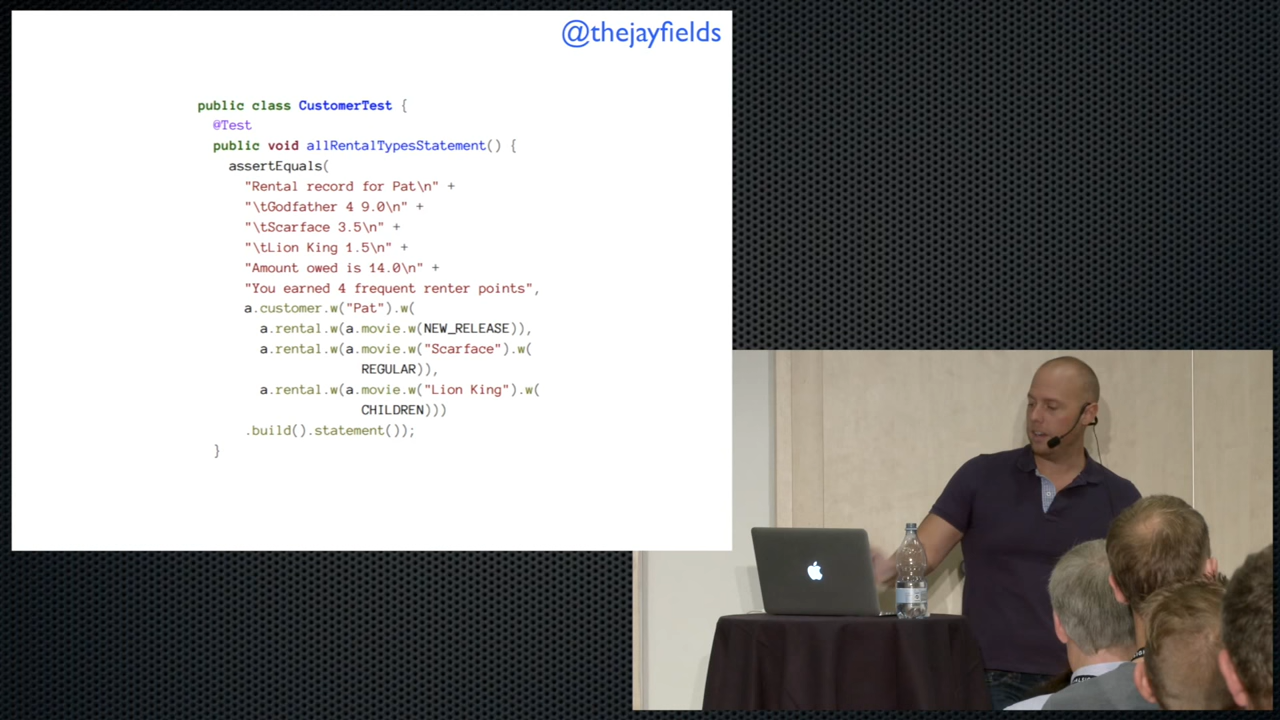 @thejayfields
public class CustomerTest {
@Test
public void allRentalTypesStatement() {
assertEquals(
"Rental record for Pat\n" +
"\tGodfather 4 9.0\n" +
"\tScarface 3.5\n" +
"\tLion King 1.5\n" +
"Amount owed is 14.0\n" +
"You earned 4 frequent renter points",
a.customer.w("Pat").w(
a.rental.w(a.movie.w(NEW_RELEASE)),
a.rental.w(a.movie.w("Scarface").w(
REGULAR)),
a.rental.w(a.movie.w("Lion King").w(
CHILDREN)))
.build().statement());
}